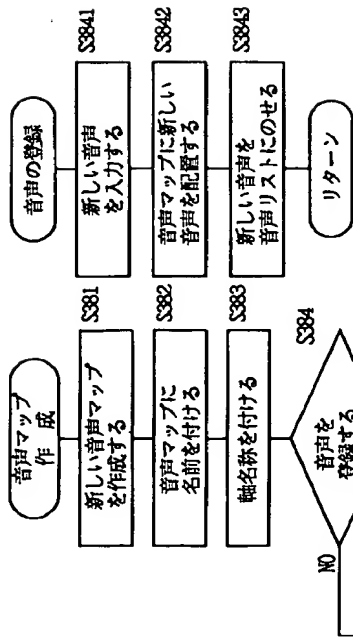 音声マップ
作 成
S381
新しい音声マップ
を作成する
S382
音声マップに
名前を付ける
S383
軸名称を付ける
S384
音声を
登録する
NO
音声の登録
S3841
新しい音声
を入力する
S3842
音声マップに新しい
音声を配置する
S3843
新しい音声を
音声リストにのせる
リターン